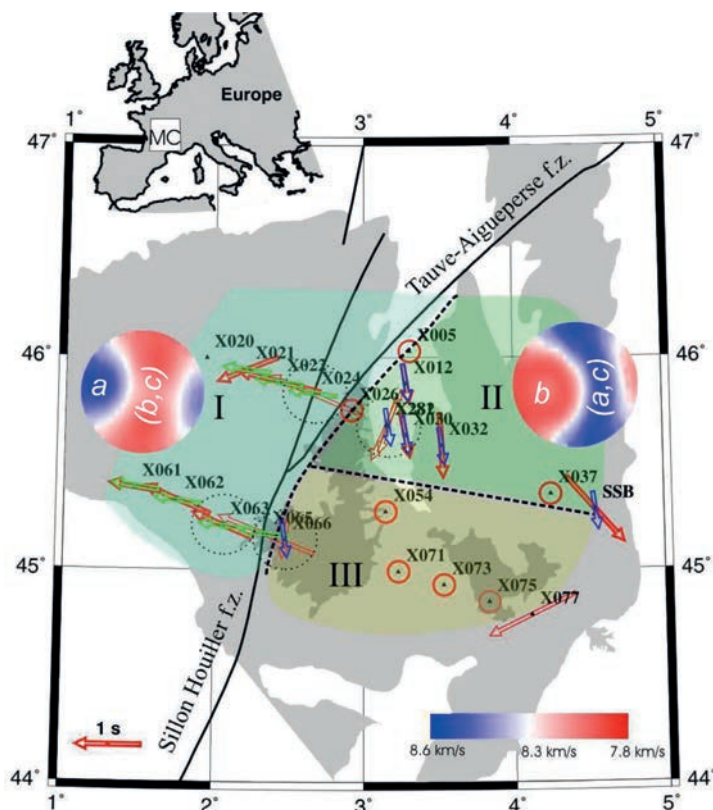 Europe
MC
1° 2° 3° 4° 5°
47° 47°
Tauve-Aigueperse f.z.
X005
X012
46° 46°
X020
X021
X022
X024
X026
a
(b,c)
I
II
b
(a,c)
X030
X032
X061
X062
X063
X065
X066
X054
X037
SSB
45° 45°
III
X071
X073
X075
X077
Sillon Houiller f.z.
1 s
8.6 km/s 8.3 km/s 7.8 km/s
44° 44°
1° 2° 3° 4° 5°